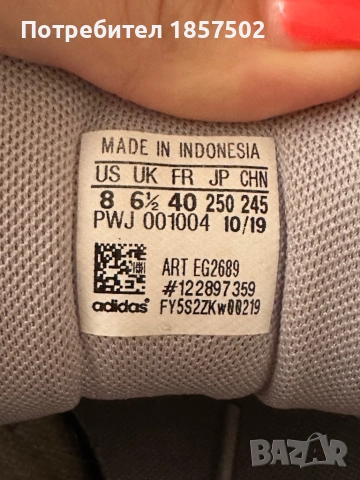 Потребител 1857502
MADE IN INDONESIA
US UK FR JP CHN
8 6½ 40 250 245
PWJ 001004 10/19
ART EG2689
#122897359
adidas® FY5S2ZKw00219
BAZAR